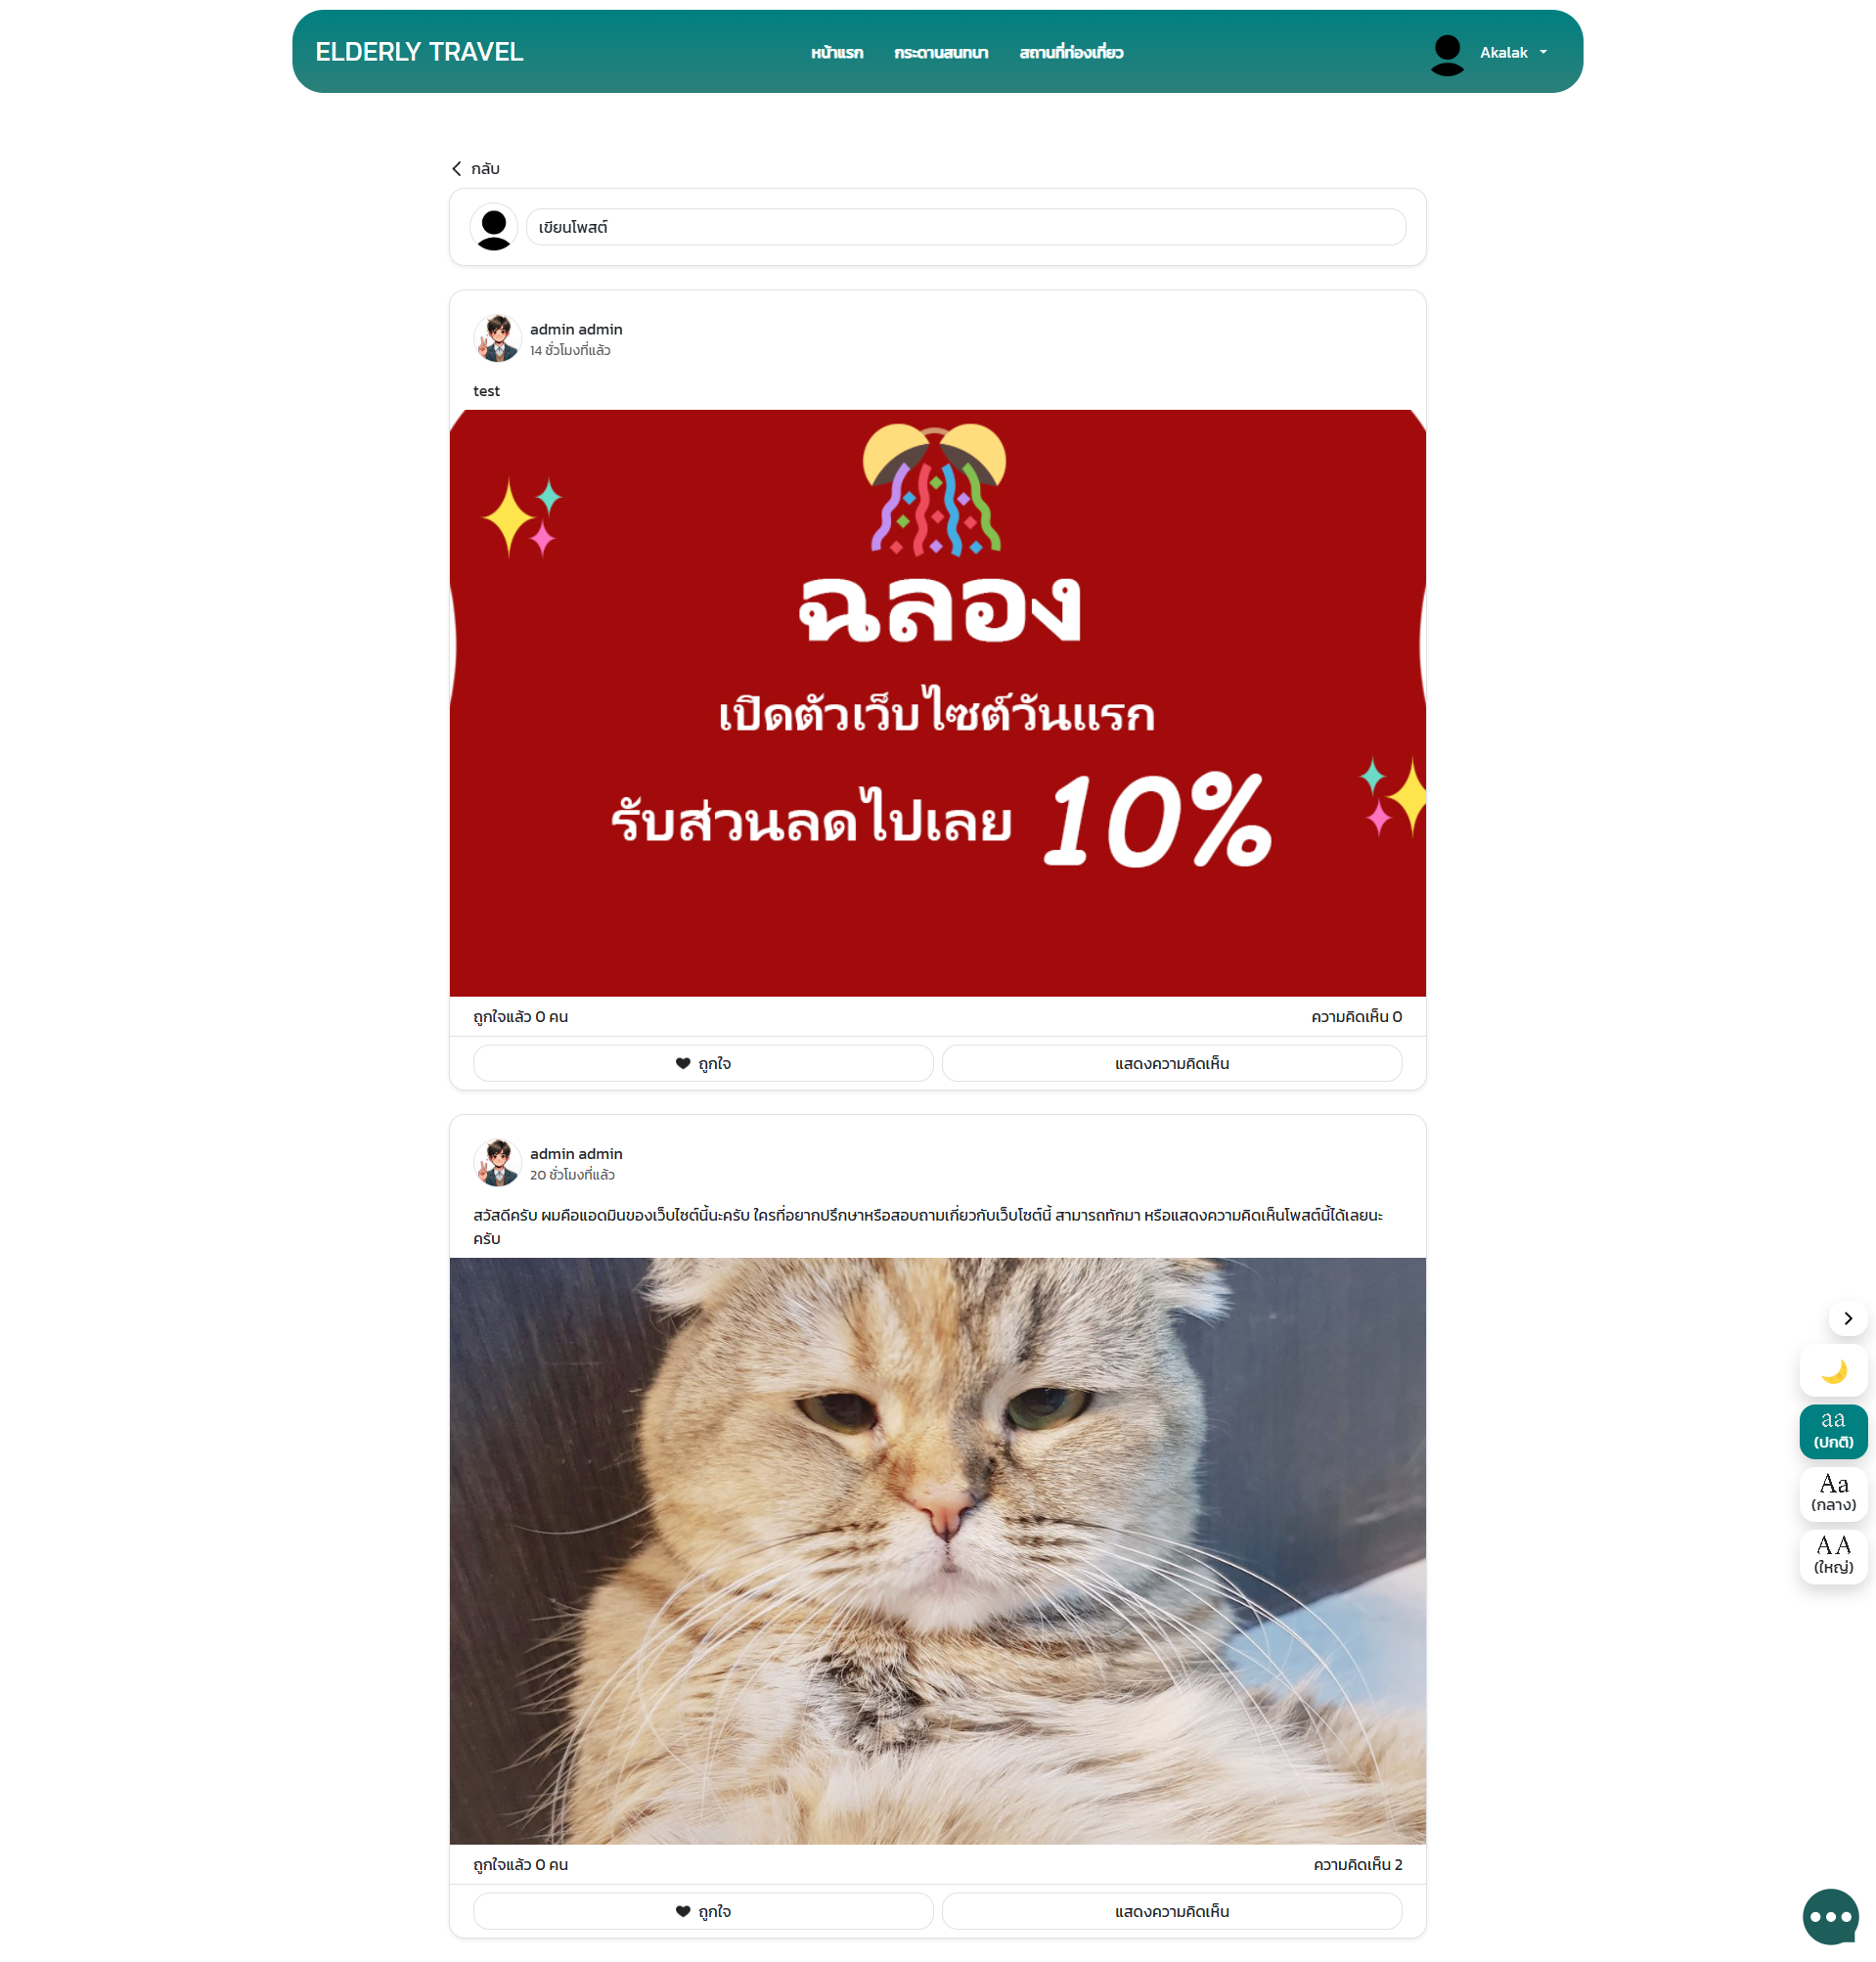 ELDERLY TRAVEL
หน้าแรก กระดานสนทนา สถานที่ท่องเที่ยว
Akalak
กลับ
เขียนโพสต์
admin admin
14 ชั่วโมงที่แล้ว
test
ฉลอง
เปิดตัวเว็บไซต์วันแรก
รับส่วนลดไปเลย 10%
ถูกใจแล้ว 0 คน ความคิดเห็น 0
ถูกใจ แสดงความคิดเห็น
admin admin
20 ชั่วโมงที่แล้ว
สวัสดีครับ ผมคือแอดมินของเว็บไซต์นี้นะครับ ใครที่อยากปรึกษาหรือสอบถามเกี่ยวกับเว็บไซต์นี้ สามารถทักมา หรือแสดงความคิดเห็นโพสต์นี้ได้เลยนะ
ครับ
aa
(ปกติ)
Aa
(กลาง)
AA
(ใหญ่)
ถูกใจแล้ว 0 คน ความคิดเห็น 2
ถูกใจ แสดงความคิดเห็น